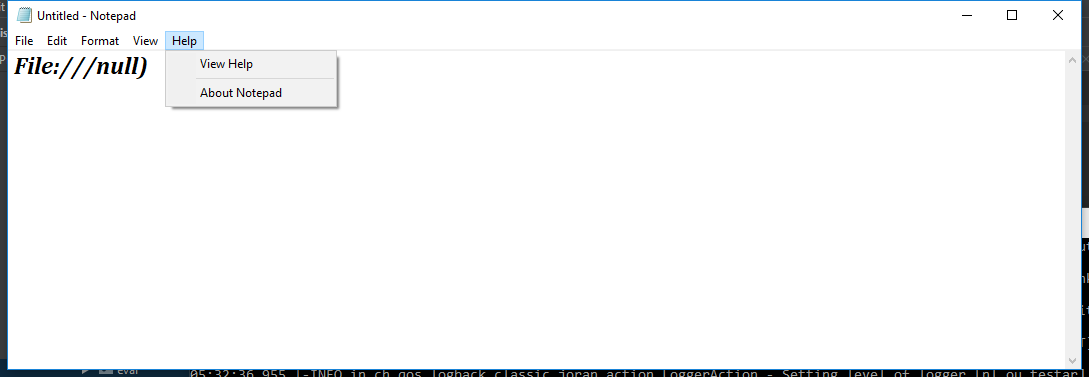 Untitled - Notepad
File Edit Format View Help
File:///null)
View Help
About Notepad
eval
05:32:36,955 |-INFO in ch.qos.logback.classic.joran.action.LoggerAction - Setting level of logger [nl.ou.testar